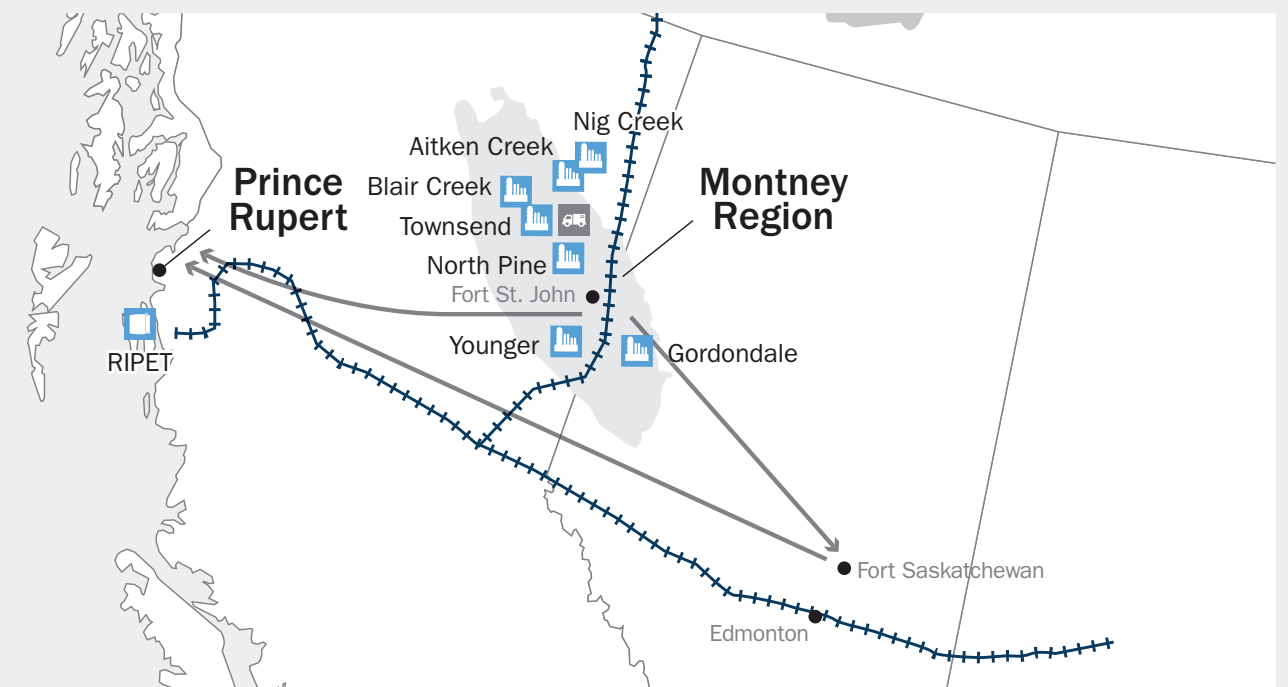 Nig Creek
Aitken Creek
Blair Creek
Prince
Rupert
Montney
Region
Townsend
North Pine
Fort St. John
Younger
Gordondale
RIPET
Fort Saskatchewan
Edmonton